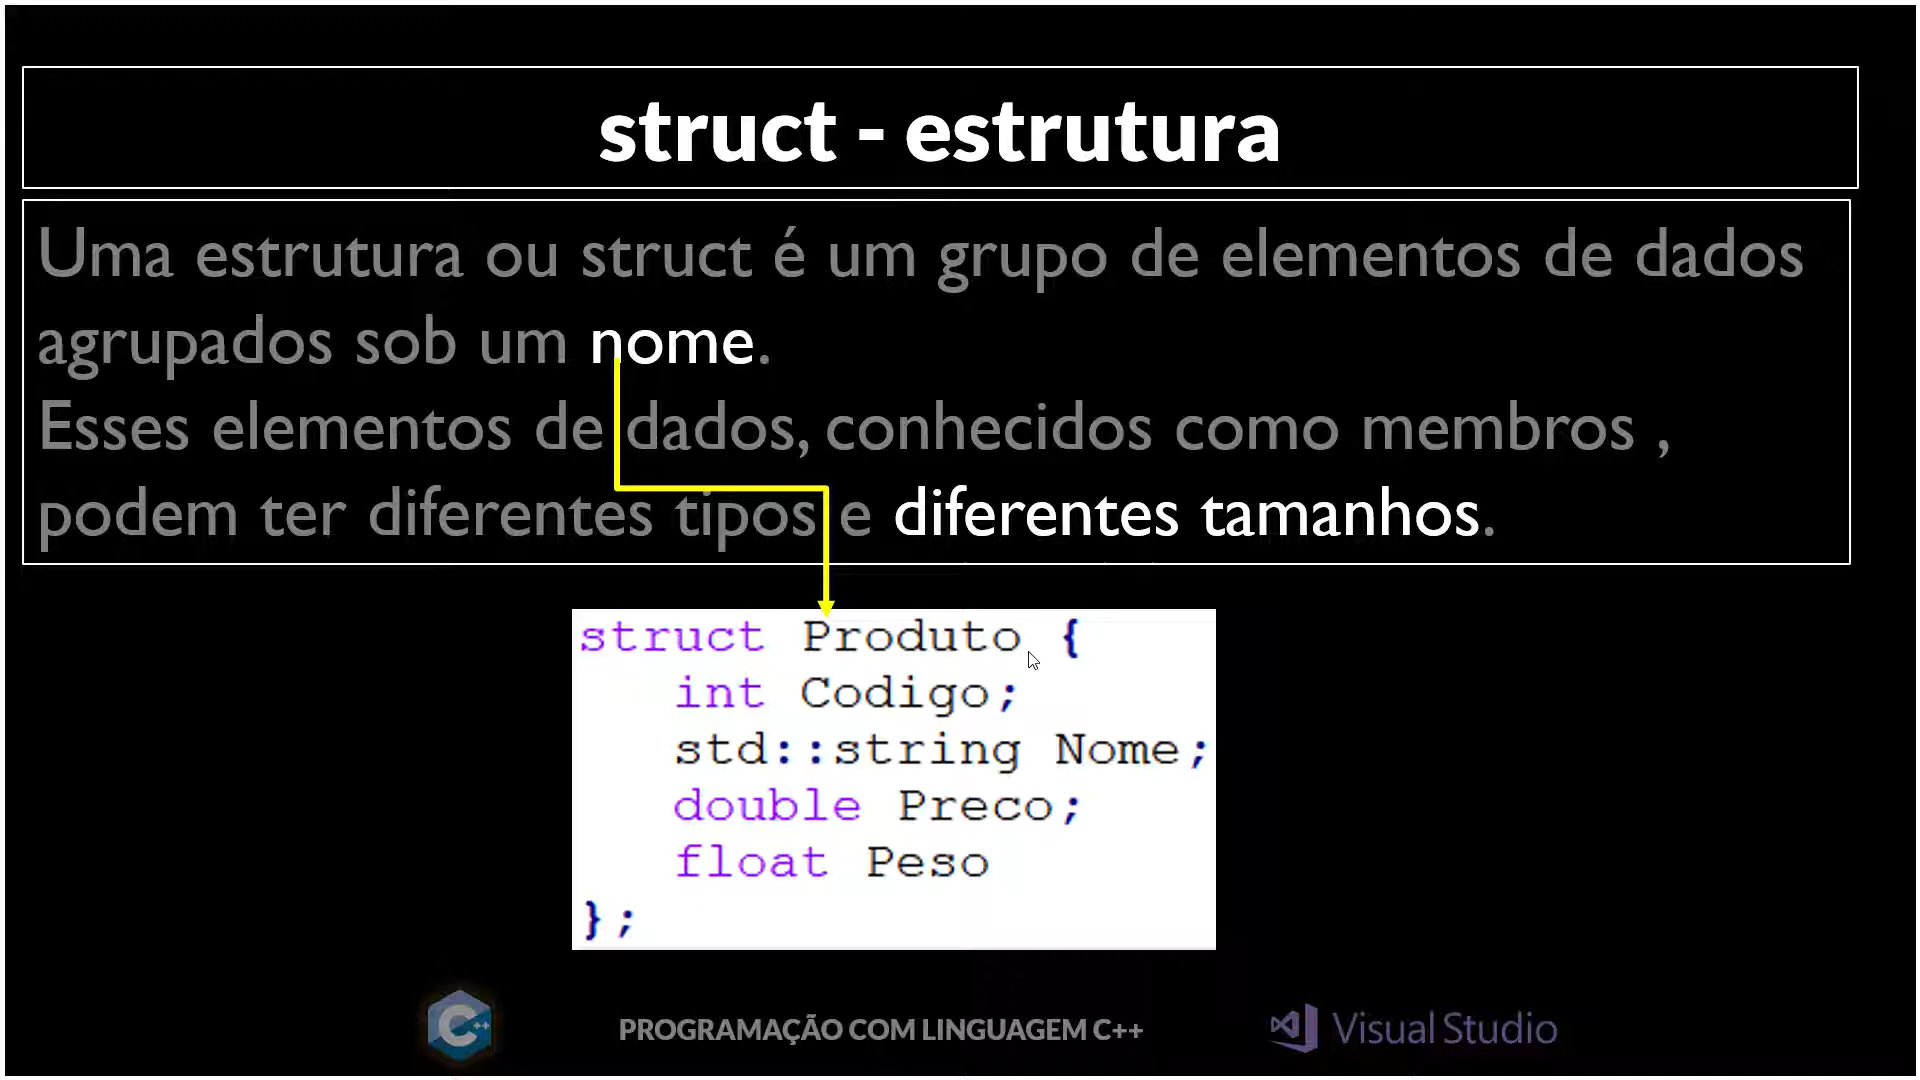 struct - estrutura
Uma estrutura ou struct é um grupo de elementos de dados
agrupados sob um nome.
Esses elementos de dados, conhecidos como membros ,
podem ter diferentes tipos e diferentes tamanhos.
struct Produto {
int Codigo;
std::string Nome;
double Preco;
float Peso
};
C++
PROGRAMAÇÃO COM LINGUAGEM C++
Visual Studio